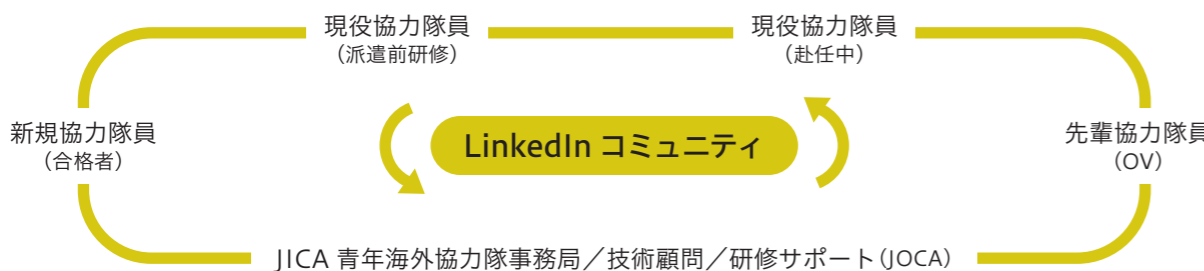 現役協力隊員
（派遣前研修）
現役協力隊員
（赴任中）
新規協力隊員
（合格者）
LinkedIn コミュニティ
先輩協力隊員
（OV）
JICA 青年海外協力隊事務局／技術顧問／研修サポート（JOCA）